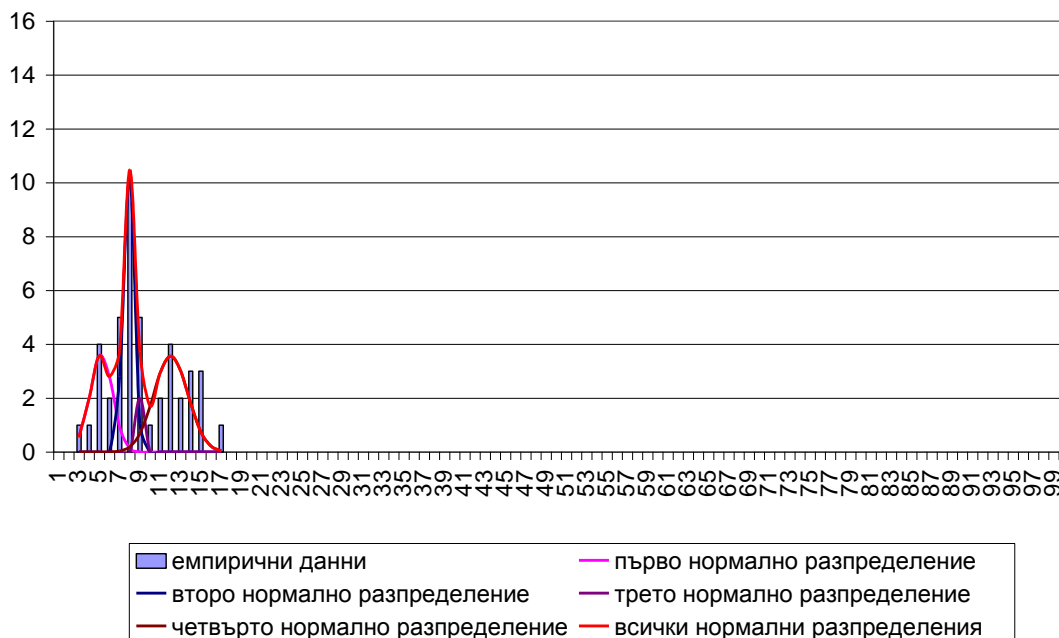 16
14
12
10
8
6
4
2
0
1 3 5 7 9 11 13 15 17 19 21 23 25 27 29 31 33 35 37 39 41 43 45 47 49 51 53 55 57 59 61 63 65 67 69 71 73 75 77 79 81 83 85 87 89 91 93 95 97 99
емпирични данни първо нормално разпределение
второ нормално разпределение трето нормално разпределение
четвърто нормално разпределение всички нормални разпределения